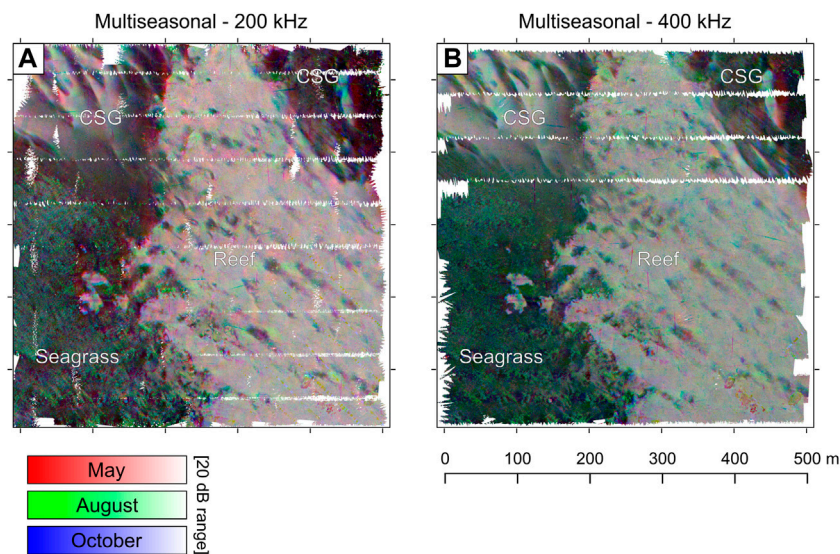 Multiseasonal - 200 kHz
Multiseasonal - 400 kHz
A
CSG
CSG
Reef
Seagrass
B
CSG
CSG
Reef
Seagrass
May
August
October
[20 dB range]
0 100 200 300 400 500 m